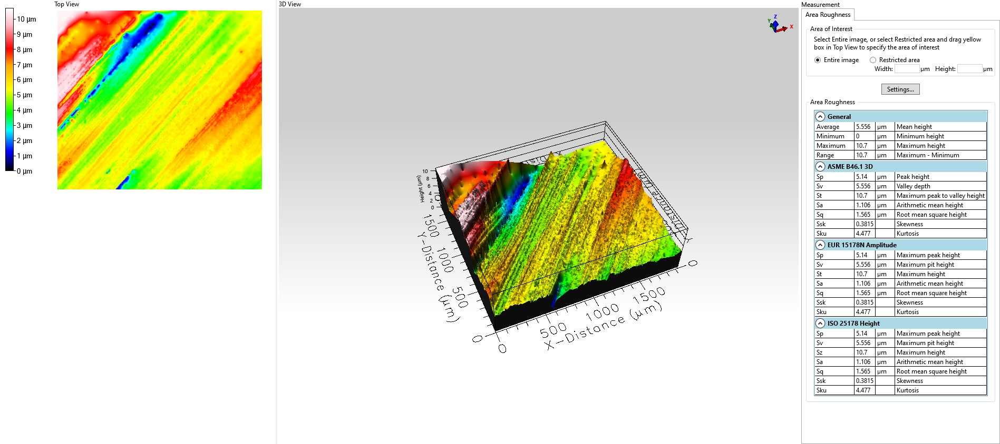 Top View
10 µm
9 µm
8 µm
7 µm
6 µm
5 µm
4 µm
3 µm
2 µm
1 µm
0 µm
3D View
Z
Y
X
10
8
6
4
2
0
Height (µm)
1500
1000
500
0
Y-Distance (µm)
0
500
1000
1500
X-Distance (µm)
0
Measurement
Area Roughness
Area of Interest
Select Entire image, or select Restricted area and drag yellow
box in Top View to specify the area of interest
Entire image Restricted area
Width: µm Height: µm
Settings...
Area Roughness
General
Average 5.556 µm Mean height
Minimum 0 µm Minimum height
Maximum 10.7 µm Maximum height
Range 10.7 µm Maximum - Minimum
ASME B46.1 3D
Sp 5.14 µm Peak height
Sv 5.556 µm Valley depth
St 10.7 µm Maximum peak to valley height
Sa 1.106 µm Arithmetic mean height
Sq 1.565 µm Root mean square height
Ssk 0.3815 Skewness
Sku 4.477 Kurtosis
EUR 15178N Amplitude
Sp 5.14 µm Maximum peak height
Sv 5.556 µm Maximum pit height
St 10.7 µm Maximum height
Sa 1.106 µm Arithmetic mean height
Sq 1.565 µm Root mean square height
Ssk 0.3815 Skewness
Sku 4.477 Kurtosis
ISO 25178 Height
Sp 5.14 µm Maximum peak height
Sv 5.556 µm Maximum pit height
Sz 10.7 µm Maximum height
Sa 1.106 µm Arithmetic mean height
Sq 1.565 µm Root mean square height
Ssk 0.3815 Skewness
Sku 4.477 Kurtosis